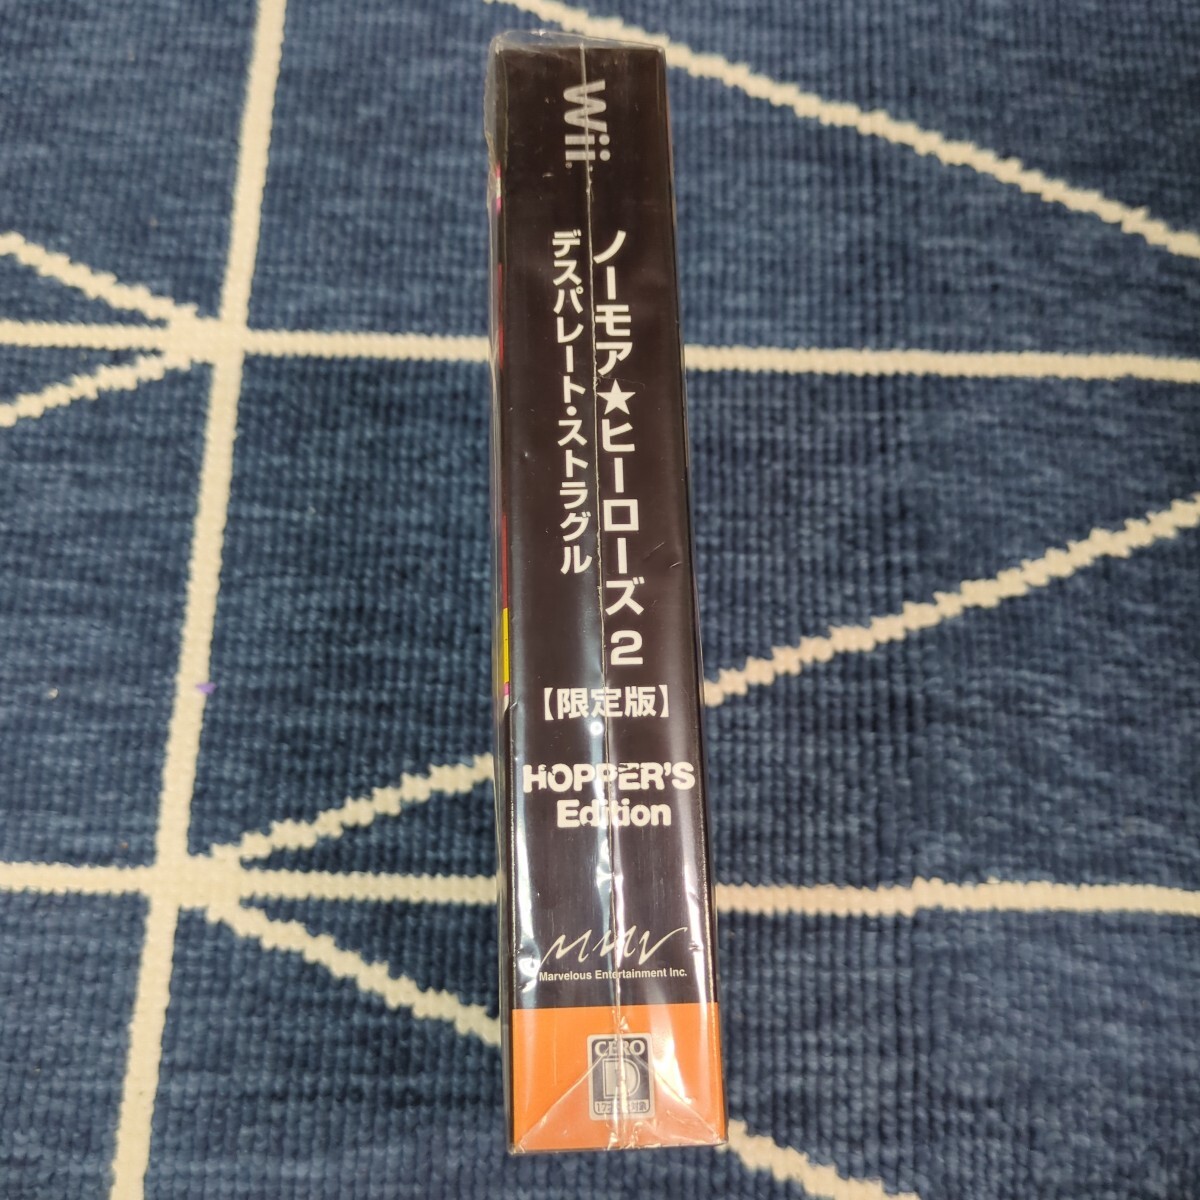 Wii
ノーモア★ヒーローズ 2
デスパレート・ストラグル
【限定版】
HOPPER'S
Edition
Marvelous Entertainment Inc.
CERO
D